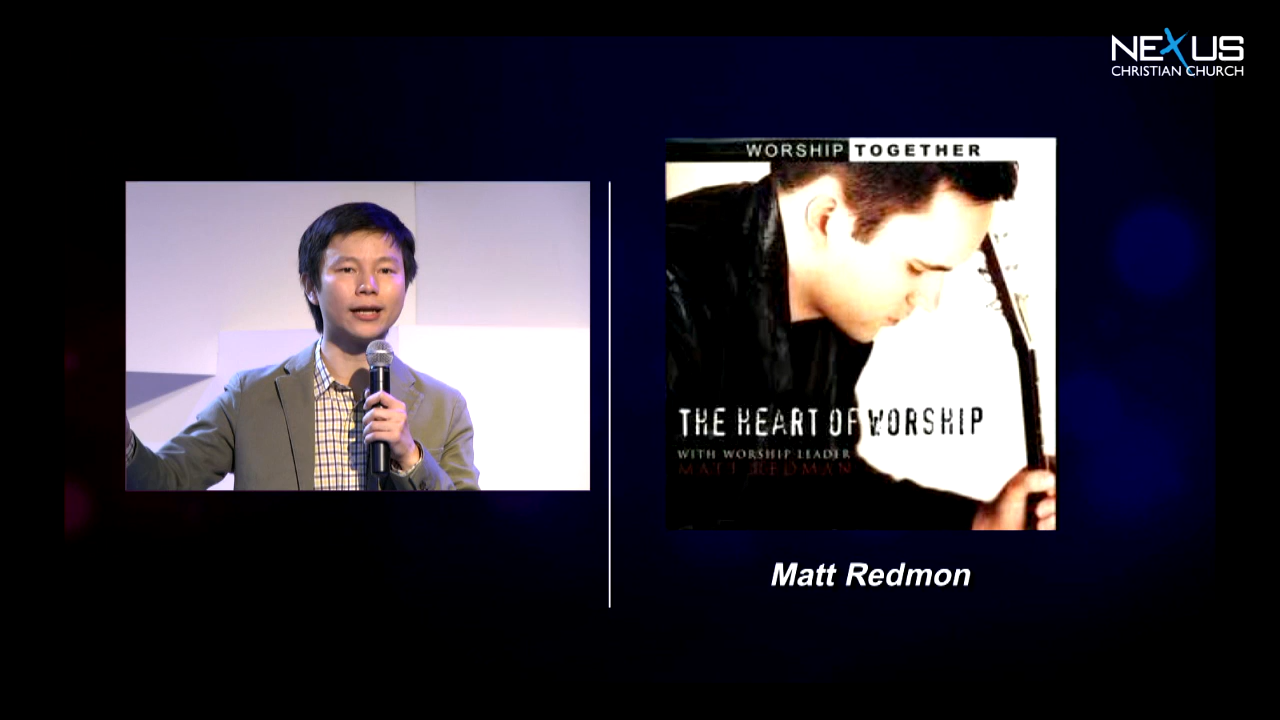 NEXUS
CHRISTIAN CHURCH
WORSHIP TOGETHER
THE HEART OF WORSHIP
WITH WORSHIP LEADER
MATT REDMAN
Matt Redmon